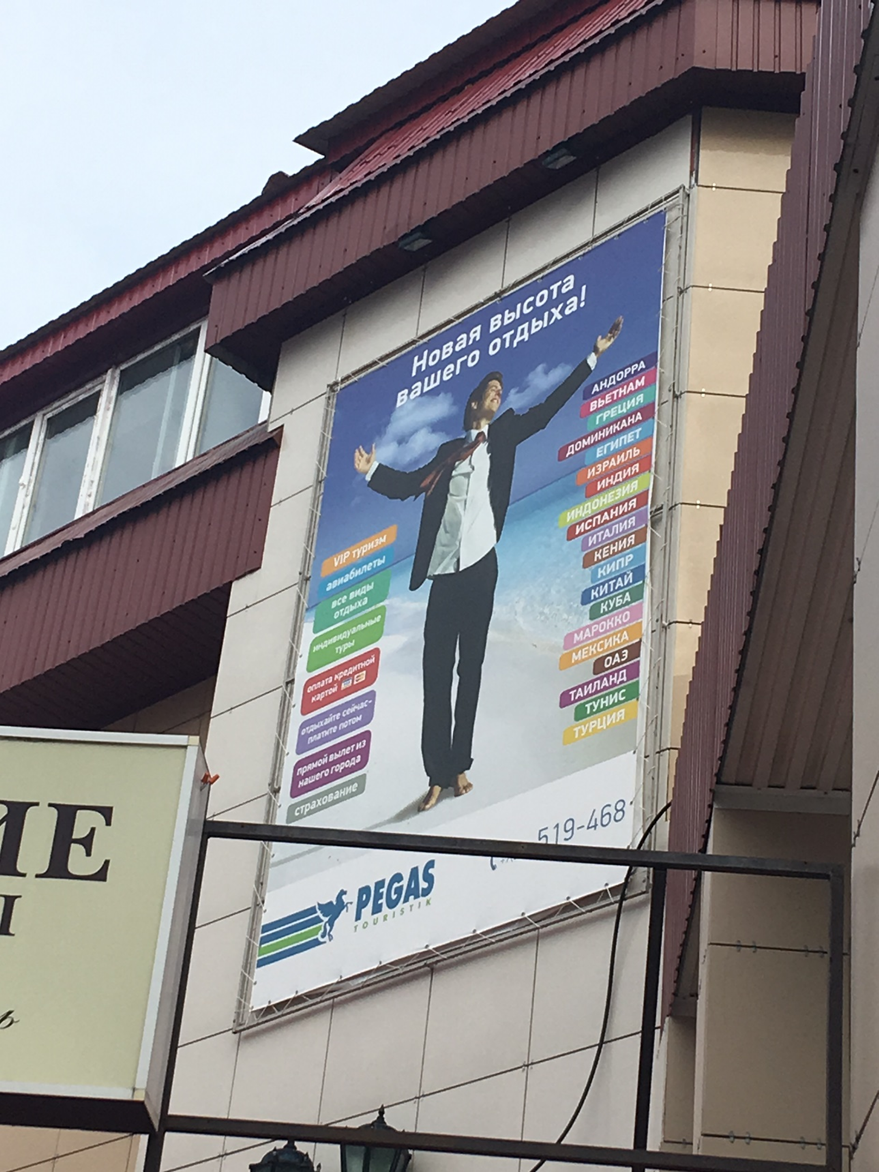 Новая высота
вашего отдыха!
VIP туризм
авиабилеты
все виды
отдыха
индивидуальные
туры
оплата кредитной
картой
отдыхайте сейчас-
платите потом
прямой вылет из
нашего города
страхование
АНДОРРА
ВЬЕТНАМ
ГРЕЦИЯ
ДОМИНИКАНА
ЕГИПЕТ
ИЗРАИЛЬ
ИНДИЯ
ИНДОНЕЗИЯ
ИСПАНИЯ
ИТАЛИЯ
КЕНИЯ
КИПР
КИТАЙ
КУБА
МАРОККО
МЕКСИКА
ОАЭ
ТАИЛАНД
ТУНИС
ТУРЦИЯ
519-468
PEGAS
TOURISTIK
ИЕ